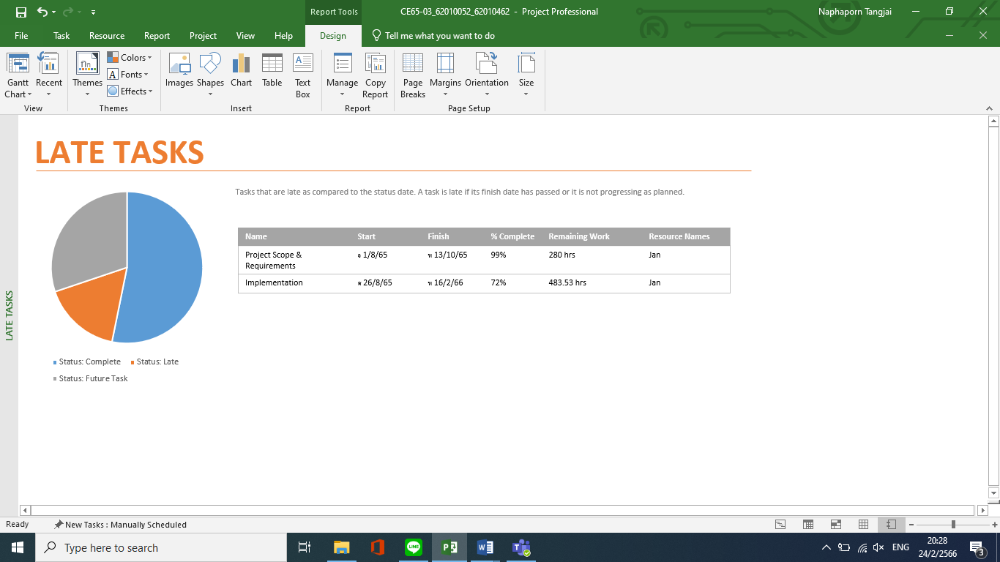 Report Tools
CE65-03_62010052_62010462 - Project Professional
Naphaporn Tangjai
File Task Resource Report Project View Help Design Tell me what you want to do
Gantt Chart
Recent
View
Themes
Colors
Fonts
Effects
Themes
Images
Shapes
Chart
Table
Text Box
Insert
Manage
Copy Report
Report
Page Breaks
Margins
Orientation
Size
Page Setup
LATE TASKS
LATE TASKS
Tasks that are late as compared to the status date. A task is late if its finish date has passed or it is not progressing as planned.
Name Start Finish % Complete Remaining Work Resource Names
Project Scope & Requirements จ 1/8/65 พ 13/10/65 99% 280 hrs Jan
Implementation ศ 26/8/65 พ 16/2/66 72% 483.53 hrs Jan
Status: Complete Status: Late
Status: Future Task
Ready New Tasks : Manually Scheduled
Type here to search
ENG
20:28
24/2/2566
3